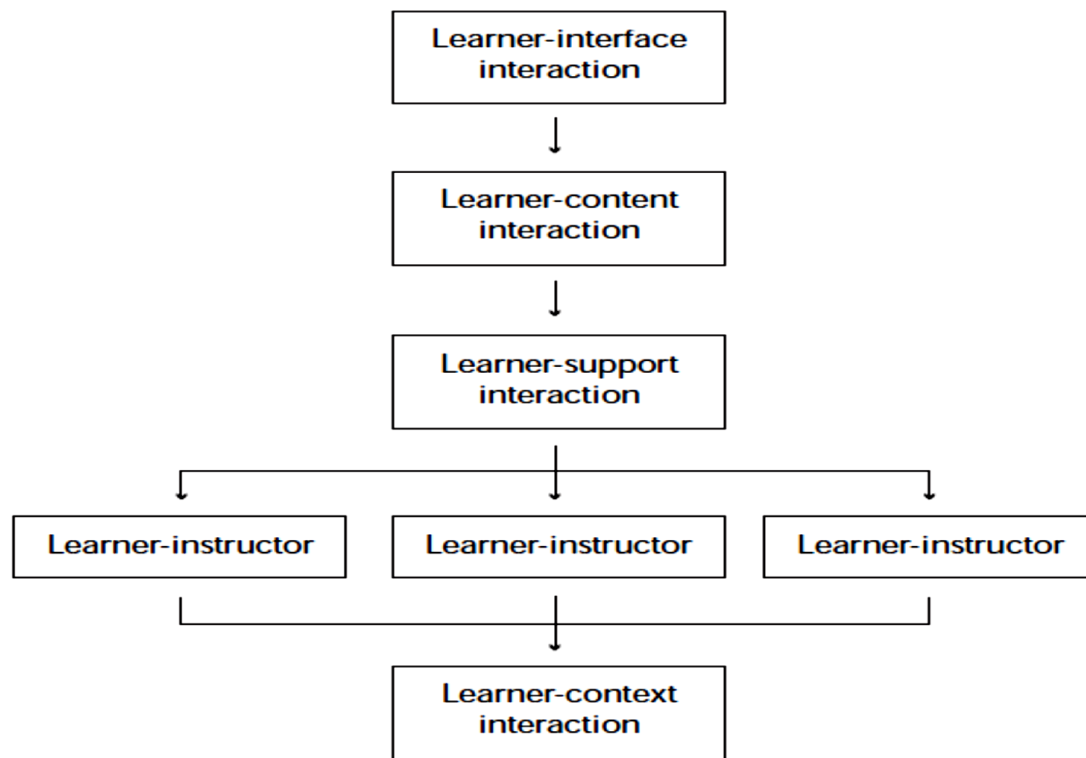 Learner-interface
interaction
Learner-content
interaction
Learner-support
interaction
Learner-instructor
Learner-instructor
Learner-instructor
Learner-context
interaction